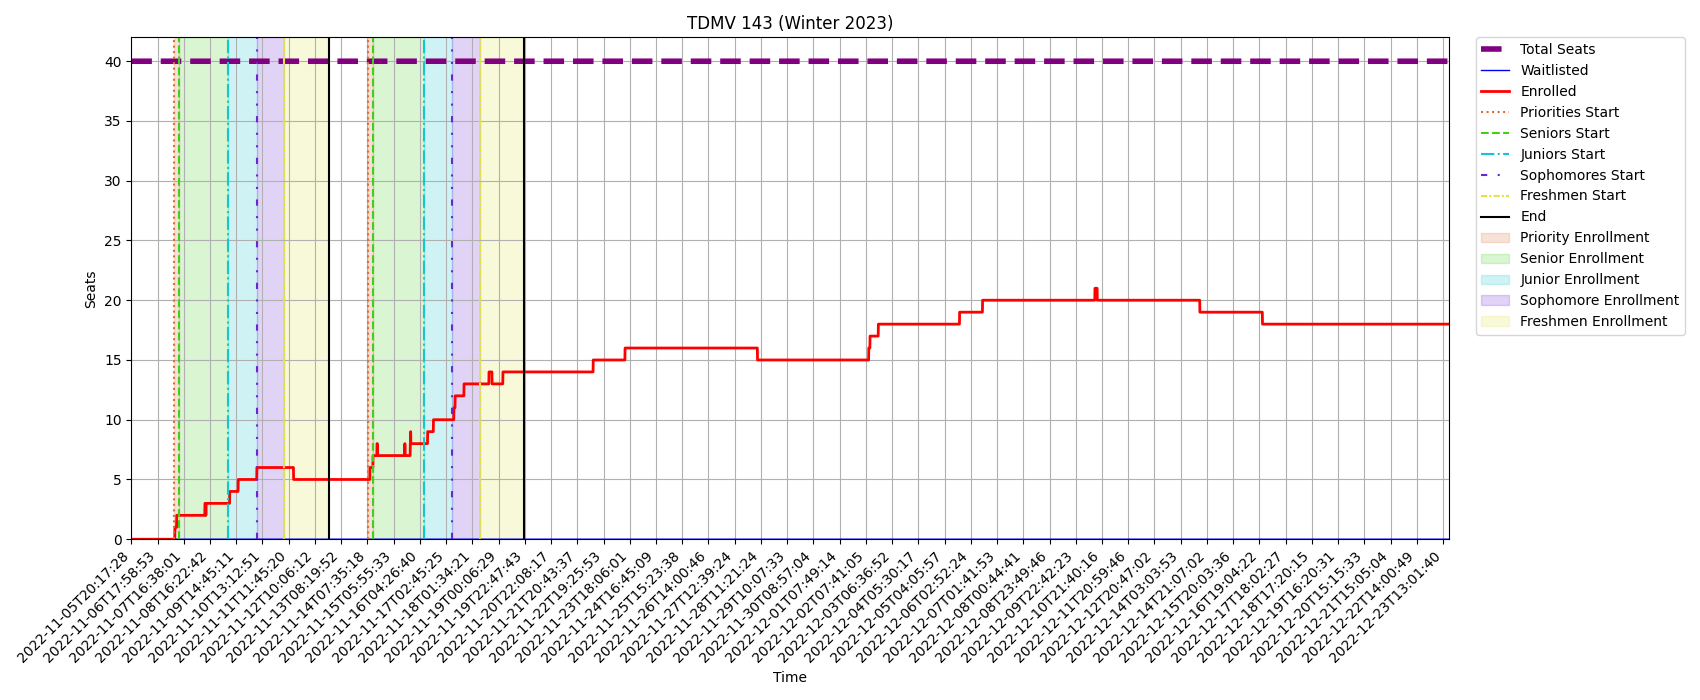 TDMV 143 (Winter 2023)
Seats
40
35
30
25
20
15
10
5
0
2022-11-05T20:17:28
2022-11-06T17:58:53
2022-11-07T16:38:01
2022-11-08T16:22:42
2022-11-09T14:45:11
2022-11-10T13:12:51
2022-11-11T11:45:20
2022-11-12T10:06:12
2022-11-13T08:19:52
2022-11-14T07:35:18
2022-11-15T05:55:33
2022-11-16T04:26:40
2022-11-17T02:45:25
2022-11-18T01:34:21
2022-11-19T00:06:29
2022-11-19T22:47:43
2022-11-20T22:08:17
2022-11-21T20:43:37
2022-11-22T19:25:53
2022-11-23T18:06:01
2022-11-24T16:45:09
2022-11-25T15:23:38
2022-11-26T14:00:46
2022-11-27T12:39:24
2022-11-28T11:21:24
2022-11-29T10:07:33
2022-11-30T08:57:04
2022-12-01T07:49:14
2022-12-02T07:41:05
2022-12-03T06:36:52
2022-12-04T05:30:17
2022-12-05T04:05:57
2022-12-06T02:52:24
2022-12-07T01:41:53
2022-12-08T00:44:41
2022-12-08T23:49:46
2022-12-09T22:42:23
2022-12-10T21:40:16
2022-12-11T20:59:46
2022-12-12T20:47:02
2022-12-14T03:03:53
2022-12-14T21:07:02
2022-12-15T20:03:36
2022-12-16T19:04:22
2022-12-17T18:02:27
2022-12-18T17:20:15
2022-12-19T16:20:31
2022-12-20T15:15:33
2022-12-21T15:05:04
2022-12-22T14:00:49
2022-12-23T13:01:40
Time
Total Seats
Waitlisted
Enrolled
Priorities Start
Seniors Start
Juniors Start
Sophomores Start
Freshmen Start
End
Priority Enrollment
Senior Enrollment
Junior Enrollment
Sophomore Enrollment
Freshmen Enrollment